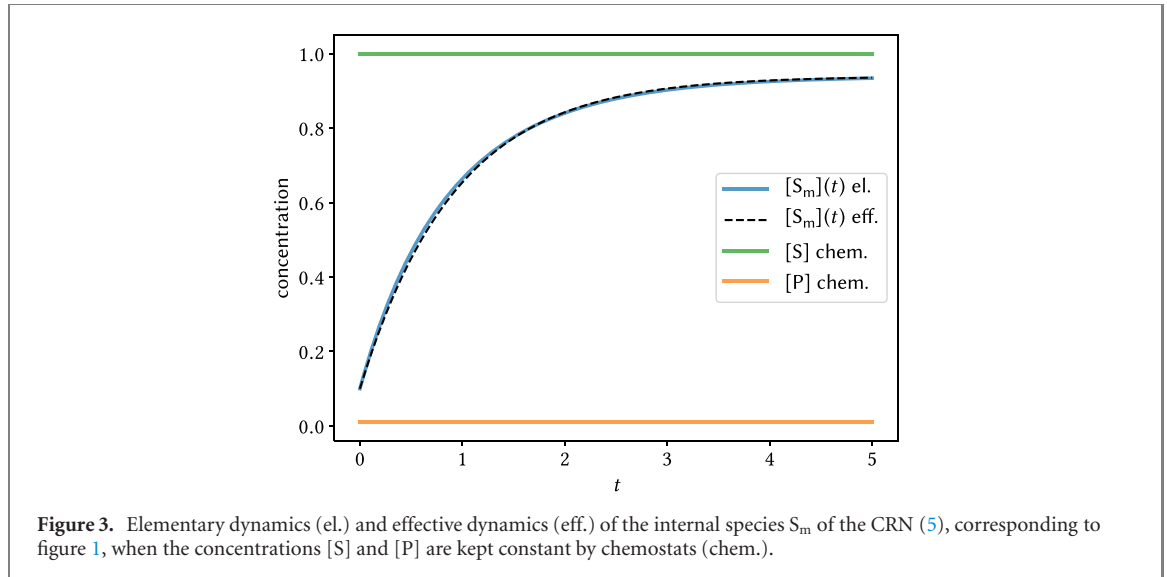 1.0
0.8
0.6
0.4
0.2
0.0
concentration
[Sm](t) el.
[Sm](t) eff.
[S] chem.
[P] chem.
0 1 2 3 4 5
t
Figure 3. Elementary dynamics (el.) and effective dynamics (eff.) of the internal species Sm of the CRN (5), corresponding to
figure 1, when the concentrations [S] and [P] are kept constant by chemostats (chem.).